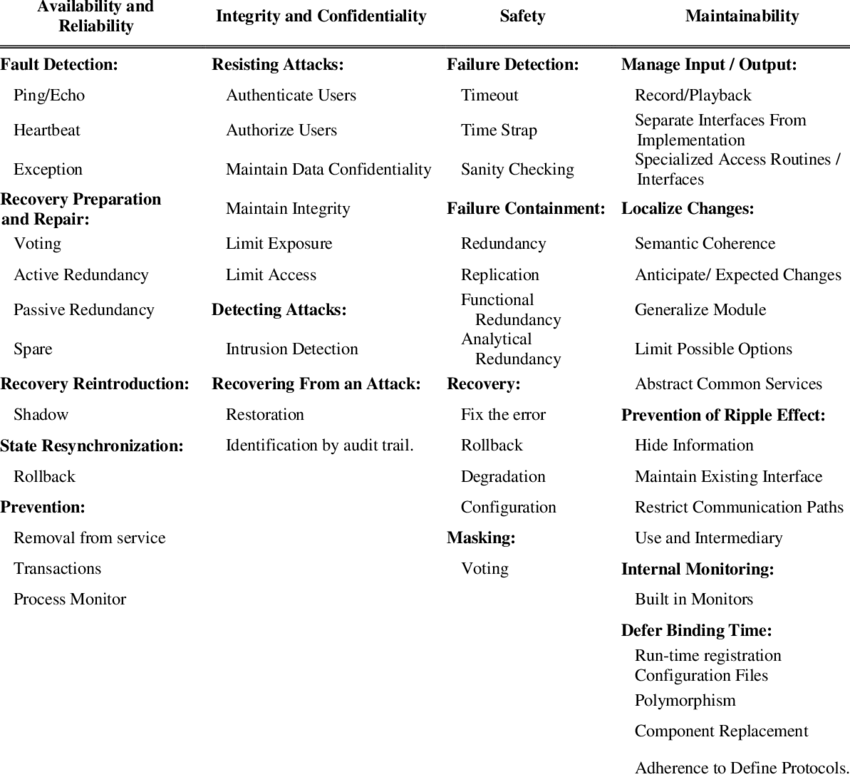 Availability and
Reliability
Integrity and Confidentiality
Safety
Maintainability
Fault Detection:
Ping/Echo
Heartbeat
Exception
Recovery Preparation
and Repair:
Voting
Active Redundancy
Passive Redundancy
Spare
Recovery Reintroduction:
Shadow
State Resynchronization:
Rollback
Prevention:
Removal from service
Transactions
Process Monitor
Resisting Attacks:
Authenticate Users
Authorize Users
Maintain Data Confidentiality
Maintain Integrity
Limit Exposure
Limit Access
Detecting Attacks:
Intrusion Detection
Recovering From an Attack:
Restoration
Identification by audit trail.
Failure Detection:
Timeout
Time Strap
Sanity Checking
Failure Containment:
Redundancy
Replication
Functional
Redundancy
Analytical
Redundancy
Recovery:
Fix the error
Rollback
Degradation
Configuration
Masking:
Voting
Manage Input / Output:
Record/Playback
Separate Interfaces From
Implementation
Specialized Access Routines /
Interfaces
Localize Changes:
Semantic Coherence
Anticipate/ Expected Changes
Generalize Module
Limit Possible Options
Abstract Common Services
Prevention of Ripple Effect:
Hide Information
Maintain Existing Interface
Restrict Communication Paths
Use and Intermediary
Internal Monitoring:
Built in Monitors
Defer Binding Time:
Run-time registration
Configuration Files
Polymorphism
Component Replacement
Adherence to Define Protocols.